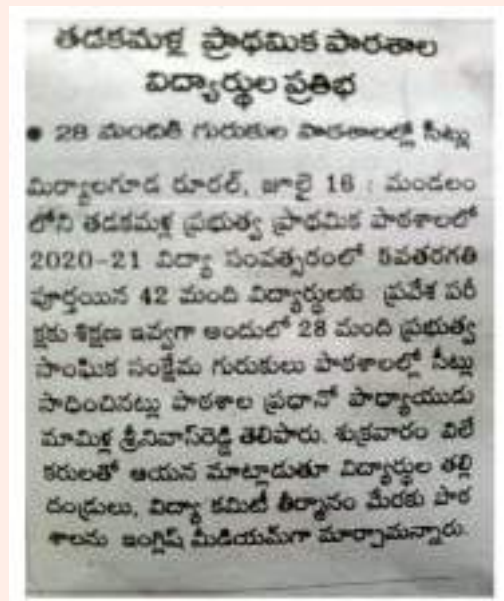 తడకమళ్ల ప్రాథమిక పాఠశాల
విద్యార్థుల ప్రతిభ
● 28 మందికి గురుకుల పాఠశాలల్లో సీట్లు
మిర్యాలగూడ రూరల్, జూలై 16 : మండలం
లోని తడకమళ్ల ప్రభుత్వ ప్రాథమిక పాఠశాలలో
2020-21 విద్యా సంవత్సరంలో 5వతరగతి
పూర్తయిన 42 మంది విద్యార్థులకు ప్రవేశ పరీ
క్షకు శిక్షణ ఇవ్వగా అందులో 28 మంది ప్రభుత్వ
సాంఘిక సంక్షేమ గురుకులు పాఠశాలల్లో సీట్లు
సాధించినట్లు పాఠశాల ప్రధానో పాధ్యాయుడు
మామిళ్ల శ్రీనివాస్‌రెడ్డి తెలిపారు. శుక్రవారం విలే
కరులతో ఆయన మాట్లాడుతూ విద్యార్థుల తల్లి
దండ్రులు, విద్యా కమిటీ తీర్మానం మేరకు పాఠ
శాలను ఇంగ్లిష్ మీడియమ్‌గా మార్చామన్నారు.